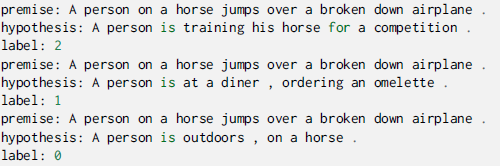 premise: A person on a horse jumps over a broken down airplane .
hypothesis: A person is training his horse for a competition .
label: 2
premise: A person on a horse jumps over a broken down airplane .
hypothesis: A person is at a diner , ordering an omelette .
label: 1
premise: A person on a horse jumps over a broken down airplane .
hypothesis: A person is outdoors , on a horse .
label: 0